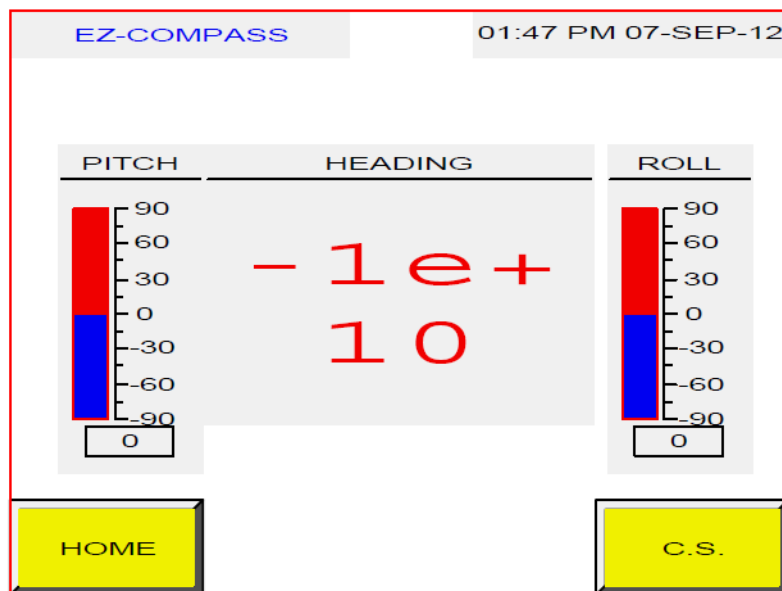 EZ-COMPASS
01:47 PM 07-SEP-12
PITCH
HEADING
ROLL
90
60
30
0
-30
-60
-90
0
-1e+
10
90
60
30
0
-30
-60
-90
0
HOME
C.S.